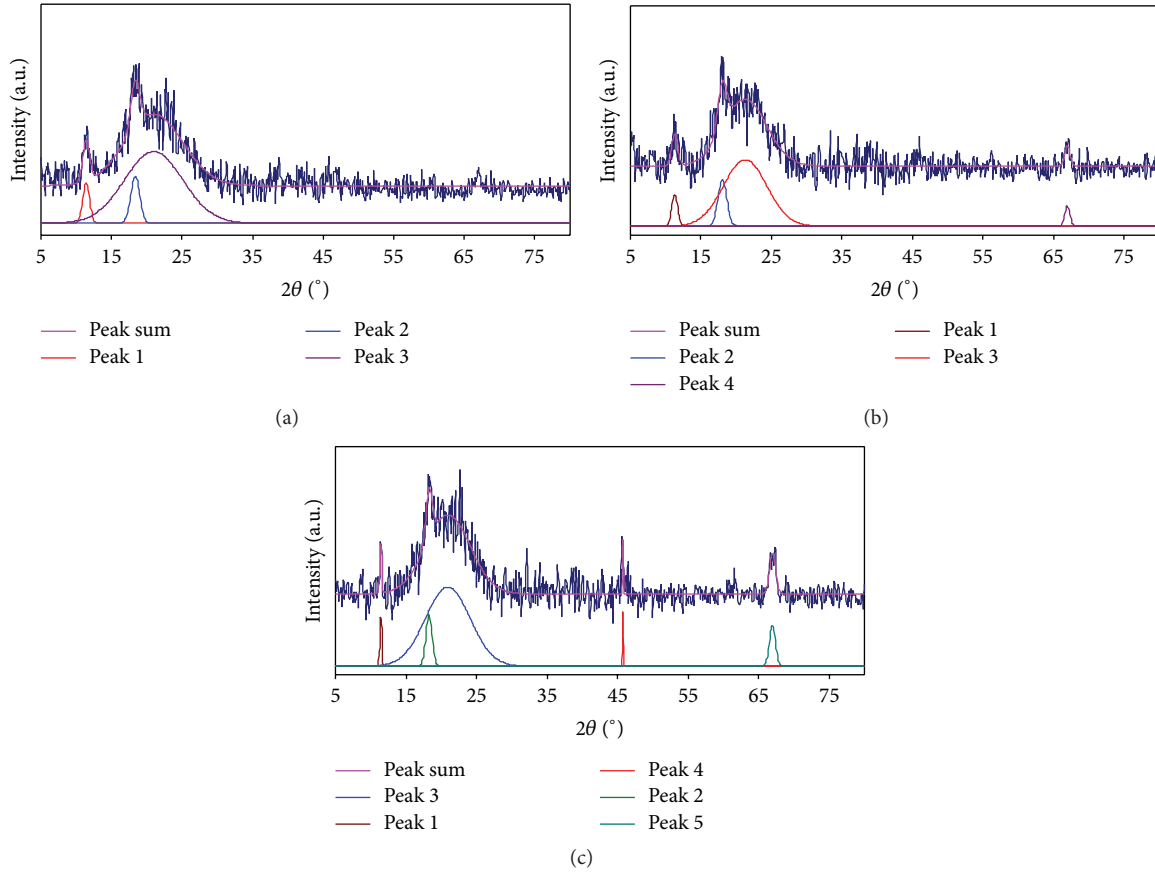 Intensity (a.u.)
5 15 25 35 45 55 65 75
2θ (°)
Peak sum Peak 2
Peak 1 Peak 3
(a)
Intensity (a.u.)
5 15 25 35 45 55 65 75
2θ (°)
Peak sum Peak 1
Peak 2 Peak 3
Peak 4
(b)
Intensity (a.u.)
5 15 25 35 45 55 65 75
2θ (°)
Peak sum Peak 4
Peak 3 Peak 2
Peak 1 Peak 5
(c)